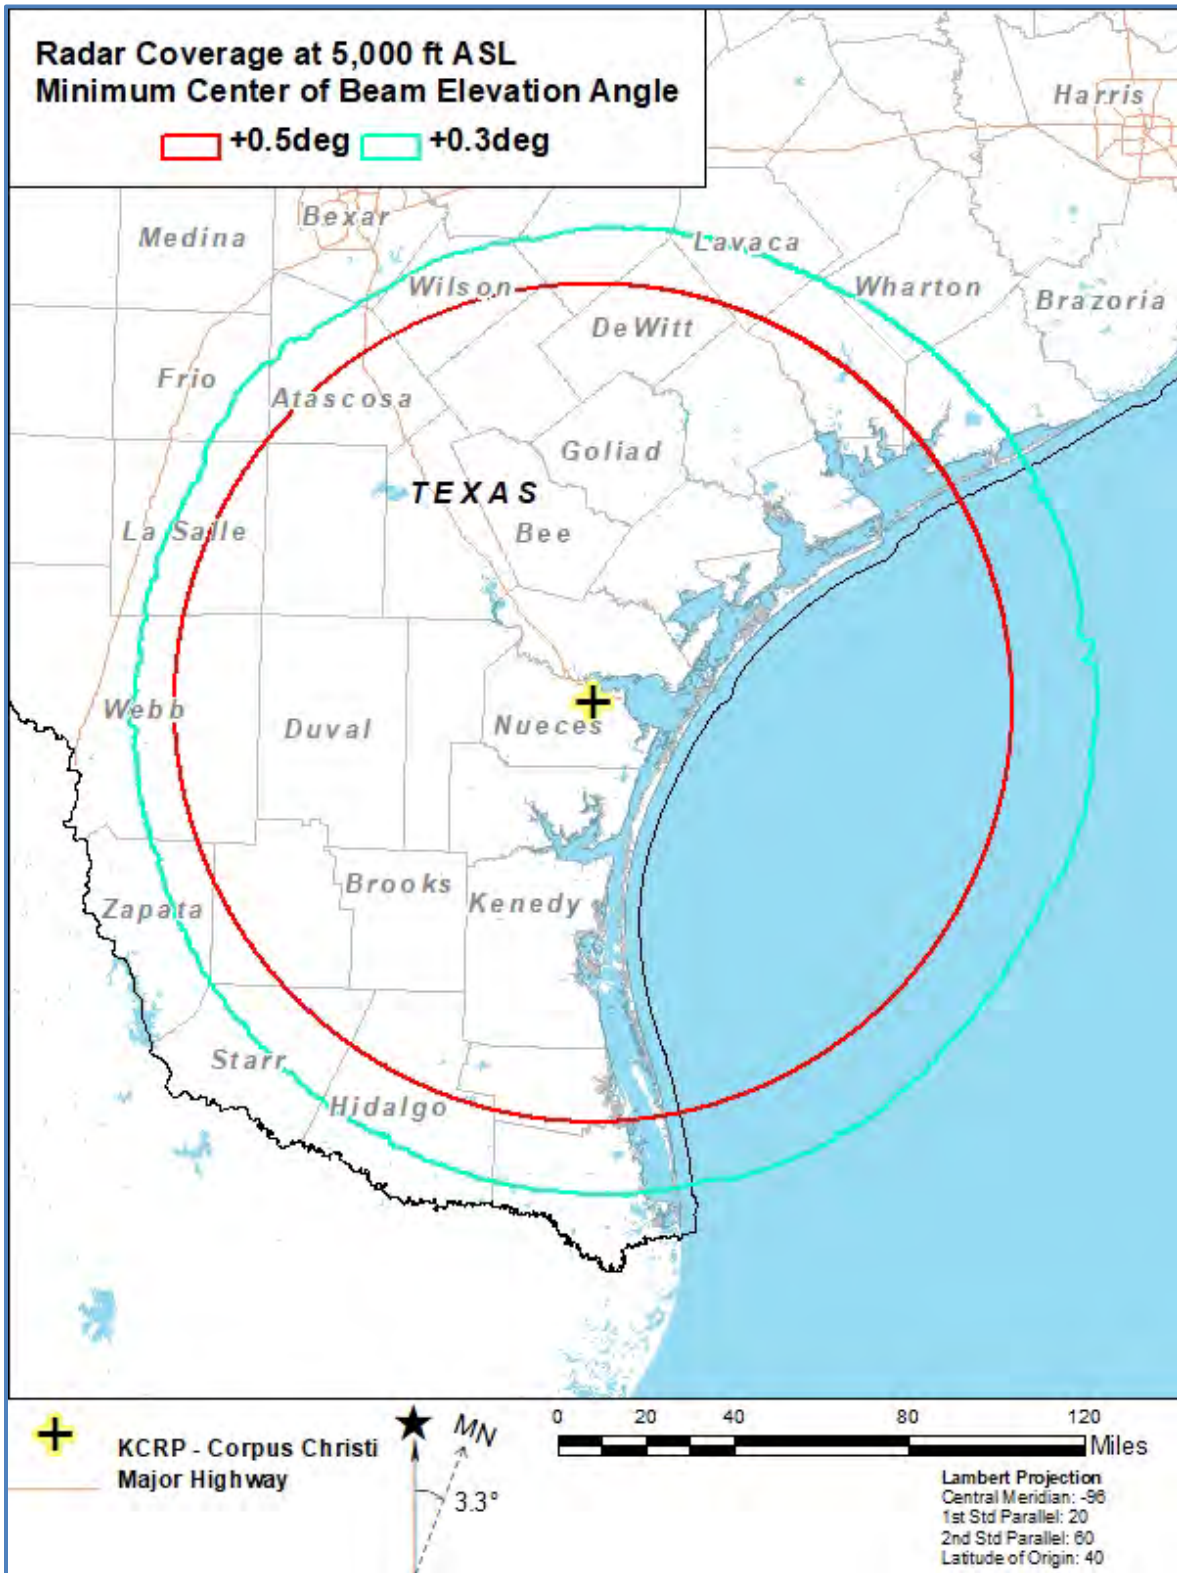 Radar Coverage at 5,000 ft ASL
Minimum Center of Beam Elevation Angle
+0.5deg +0.3deg
Harris
Bexar
Medina
Lavaca
Wilson
Wharton
Brazoria
DeWitt
Frio
Atascosa
Goliad
TEXAS
La Salle
Bee
Webb
Duval
Nueces
Brooks
Kenedy
Zapata
Starr
Hidalgo
KCRP - Corpus Christi
Major Highway
MN
3.3°
0 20 40 80 120
Miles
Lambert Projection
Central Meridian: -96
1st Std Parallel: 20
2nd Std Parallel: 60
Latitude of Origin: 40